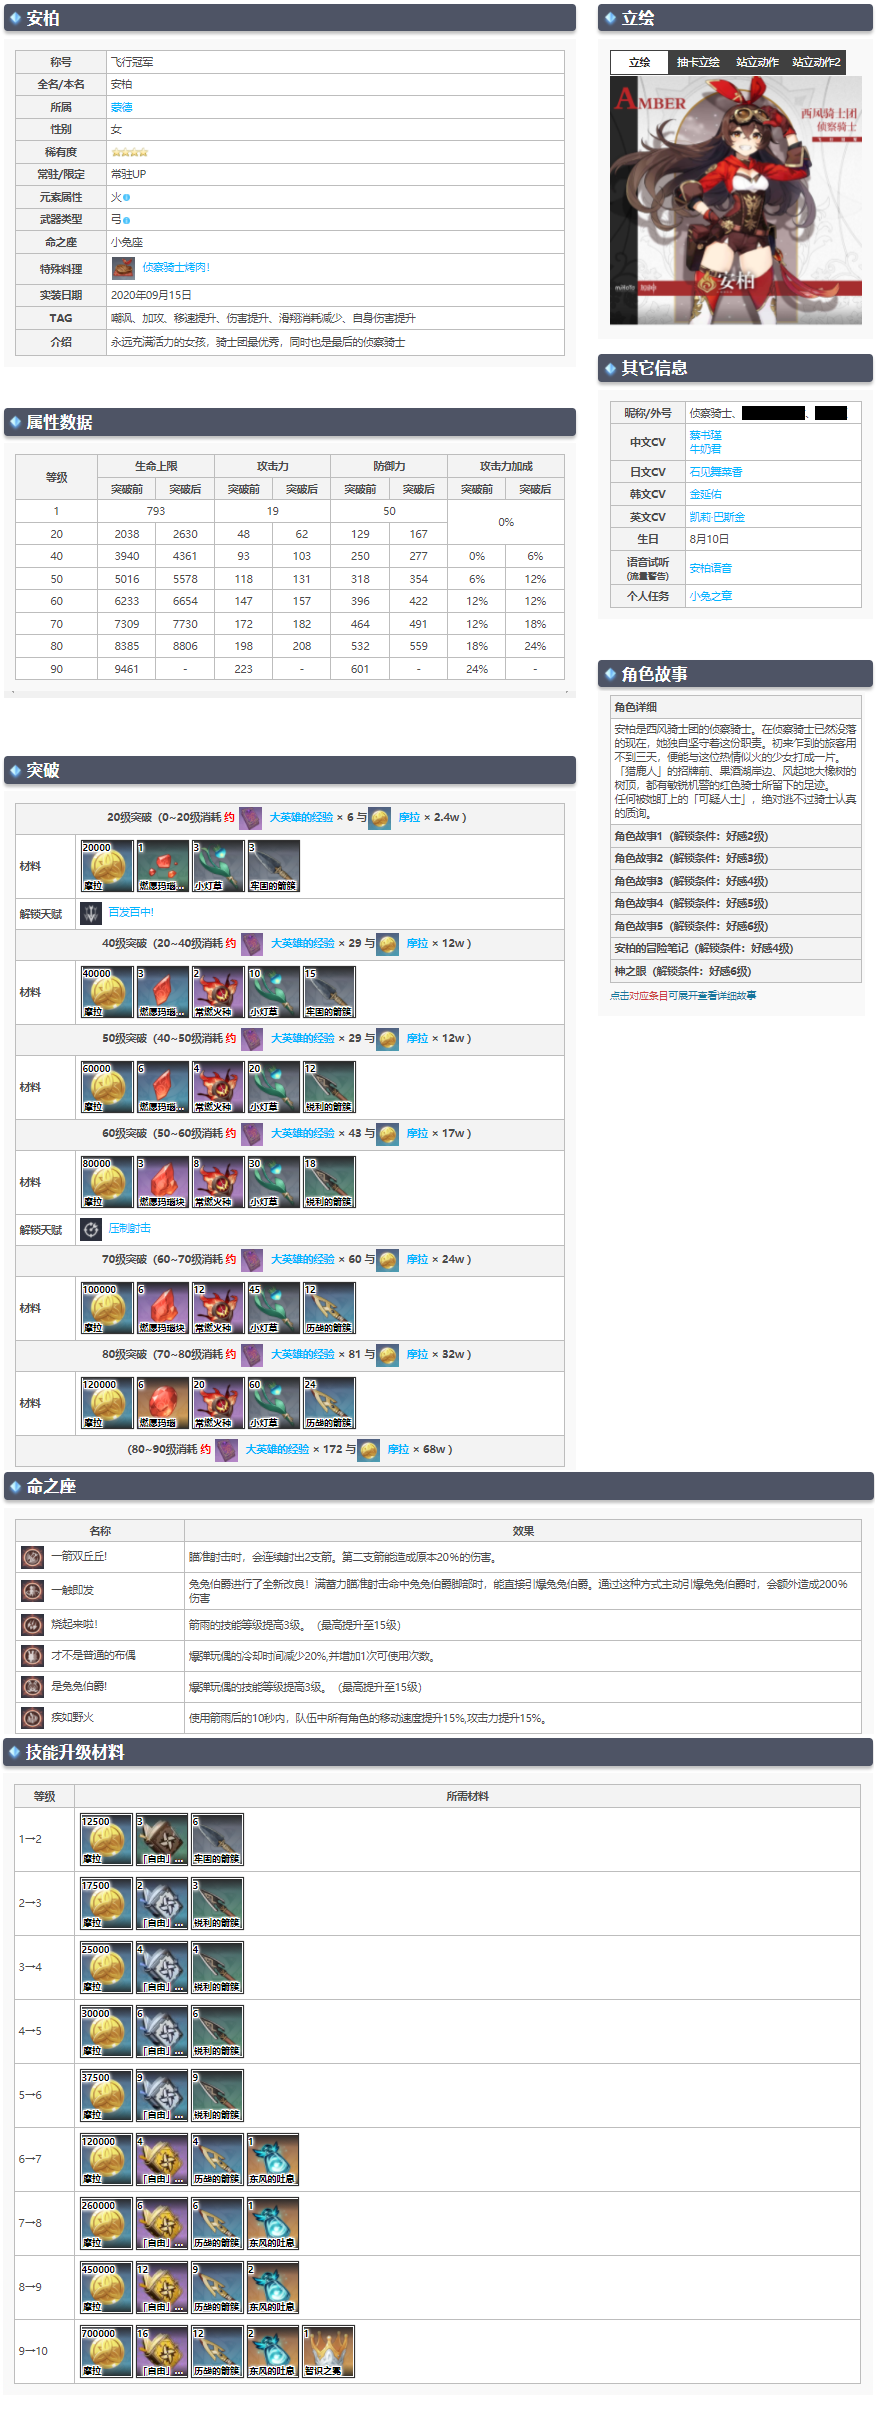 安柏
称号 飞行冠军
全名/本名 安柏
所属 蒙德
性别 女
稀有度
常驻/限定 常驻UP
元素属性 火
武器类型 弓
命之座 小兔座
特殊料理 侦察骑士烤肉!
实装日期 2020年09月15日
TAG 嘲讽、加攻、移速提升、伤害提升、滑翔消耗减少、自身伤害提升
介绍 永远充满活力的女孩，骑士团最优秀，同时也是最后的侦察骑士
立绘
立绘 抽卡立绘 站立动作 站立动作2
AMBER
西风骑士团/
侦察骑士
安柏
其它信息
昵称/外号 侦察骑士、 、
中文CV 蔡书瑾
牛奶君
日文CV 石见舞菜香
韩文CV 金延佑
英文CV 凯莉·巴斯金
生日 8月10日
语音试听
(流量警告) 安柏语音
个人任务 小兔之章
属性数据
等级 生命上限 攻击力 防御力 攻击力加成
突破前 突破后 突破前 突破后 突破前 突破后 突破前 突破后
1 793 19 50 0%
20 2038 2630 48 62 129 167
40 3940 4361 93 103 250 277 0% 6%
50 5016 5578 118 131 318 354 6% 12%
60 6233 6654 147 157 396 422 12% 12%
70 7309 7730 172 182 464 491 12% 18%
80 8385 8806 198 208 532 559 18% 24%
90 9461 - 223 - 601 - 24% -
角色故事
角色详细
安柏是西风骑士团的侦察骑士。在侦察骑士已然没落
的现在，她独自坚守着这份职责。初来乍到的旅客用
不到三天，便能与这位热情似火的少女打成一片。
「猎鹿人」的招牌前、果酒湖岸边、风起地大橡树的
树顶，都有敏锐机警的红色骑士所留下的足迹。
任何被她盯上的「可疑人士」，绝对逃不过骑士认真
的质询。
角色故事1（解锁条件：好感2级）
角色故事2（解锁条件：好感3级）
角色故事3（解锁条件：好感4级）
角色故事4（解锁条件：好感5级）
角色故事5（解锁条件：好感6级）
安柏的冒险笔记（解锁条件：好感4级）
神之眼（解锁条件：好感6级）
点击对应条目可展开查看详细故事
突破
20级突破（0~20级消耗 约 大英雄的经验 × 6 与 摩拉 × 2.4w ）
材料 20000 1 3 3
摩拉 燃愿玛瑙... 小灯草 牢固的箭簇
解锁天赋 百发百中!
40级突破（20~40级消耗 约 大英雄的经验 × 29 与 摩拉 × 12w ）
材料 40000 3 2 10 15
摩拉 燃愿玛瑙... 常燃火种 小灯草 牢固的箭簇
50级突破（40~50级消耗 约 大英雄的经验 × 29 与 摩拉 × 12w ）
材料 60000 6 4 20 12
摩拉 燃愿玛瑙... 常燃火种 小灯草 锐利的箭簇
60级突破（50~60级消耗 约 大英雄的经验 × 43 与 摩拉 × 17w ）
材料 80000 3 8 30 18
摩拉 燃愿玛瑙块 常燃火种 小灯草 锐利的箭簇
解锁天赋 压制射击
70级突破（60~70级消耗 约 大英雄的经验 × 60 与 摩拉 × 24w ）
材料 100000 6 12 45 12
摩拉 燃愿玛瑙块 常燃火种 小灯草 历战的箭簇
80级突破（70~80级消耗 约 大英雄的经验 × 81 与 摩拉 × 32w ）
材料 120000 6 20 60 24
摩拉 燃愿玛瑙 常燃火种 小灯草 历战的箭簇
(80~90级消耗 约 大英雄的经验 × 172 与 摩拉 × 68w ）
命之座
名称 效果
一箭双丘丘! 瞄准射击时，会连续射出2支箭。第二支箭能造成原本20%的伤害。
一触即发 兔兔伯爵进行了全新改良！满蓄力瞄准射击命中兔兔伯爵脚部时，能直接引爆兔兔伯爵。通过这种方式主动引爆兔兔伯爵时，会额外造成200%
伤害
烧起来啦! 箭雨的技能等级提高3级。（最高提升至15级）
才不是普通的布偶 爆弹玩偶的冷却时间减少20%,并增加1次可使用次数。
是兔兔伯爵! 爆弹玩偶的技能等级提高3级。（最高提升至15级）
疾如野火 使用箭雨后的10秒内，队伍中所有角色的移动速度提升15%,攻击力提升15%。
技能升级材料
等级 所需材料
1→2 12500 3 6
摩拉 「自由」... 牢固的箭簇
2→3 17500 2 3
摩拉 「自由」... 锐利的箭簇
3→4 25000 4 4
摩拉 「自由」... 锐利的箭簇
4→5 30000 6 6
摩拉 「自由」... 锐利的箭簇
5→6 37500 9 9
摩拉 「自由」... 锐利的箭簇
6→7 120000 4 4 1
摩拉 「自由」... 历战的箭簇 东风的吐息
7→8 260000 6 6 1
摩拉 「自由」... 历战的箭簇 东风的吐息
8→9 450000 12 9 2
摩拉 「自由」... 历战的箭簇 东风的吐息
9→10 700000 16 12 2 1
摩拉 「自由」... 历战的箭簇 东风的吐息 智识之冕